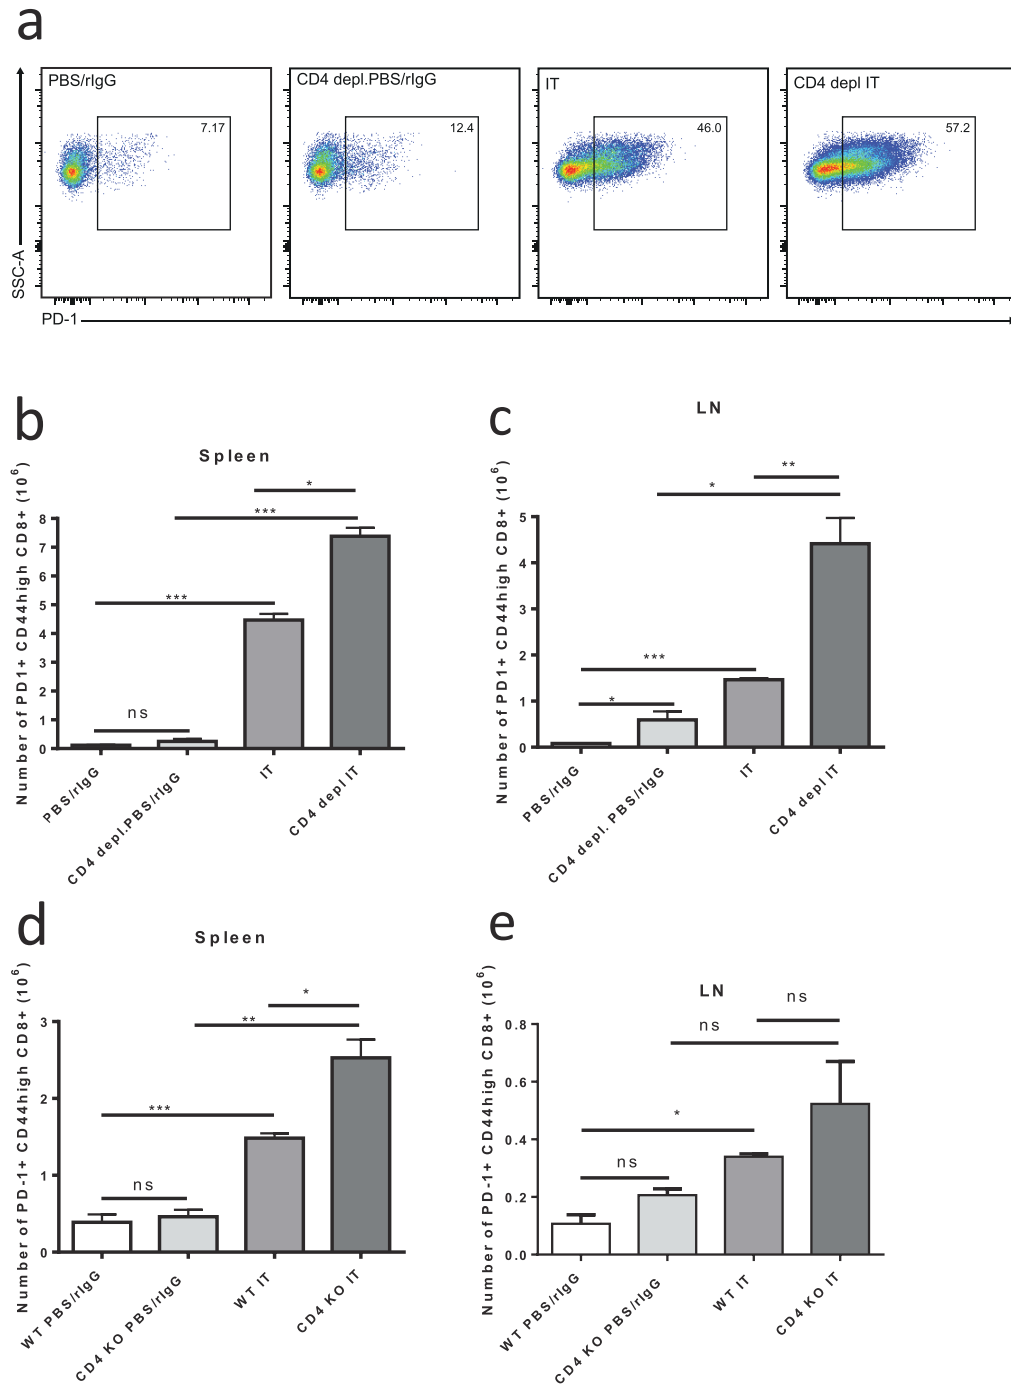 a
PBS/rIgG
7.17
CD4 depl.PBS/rIgG
12.4
IT
46.0
CD4 depl IT
57.2
SSC-A
PD-1
b
Spleen
Number of PD1+ CD44high CD8+ (10^6)
8
7
6
5
4
3
2
1
0
ns
***
***
*
PBS/rIgG
CD4 depl.PBS/rIgG
IT
CD4 depl IT
c
LN
Number of PD1+ CD44high CD8+ (10^6)
5
4
3
2
1
0
*
***
*
**
PBS/rIgG
CD4 depl. PBS/rIgG
IT
CD4 depl IT
d
Spleen
Number of PD-1+ CD44high CD8+ (10^6)
3
2
1
0
ns
***
**
*
WT PBS/rIgG
CD4 KO PBS/rIgG
WT IT
CD4 KO IT
e
LN
Number of PD-1+ CD44high CD8+ (10^6)
0.8
0.6
0.4
0.2
0.0
ns
*
ns
ns
WT PBS/rIgG
CD4 KO PBS/rIgG
WT IT
CD4 KO IT